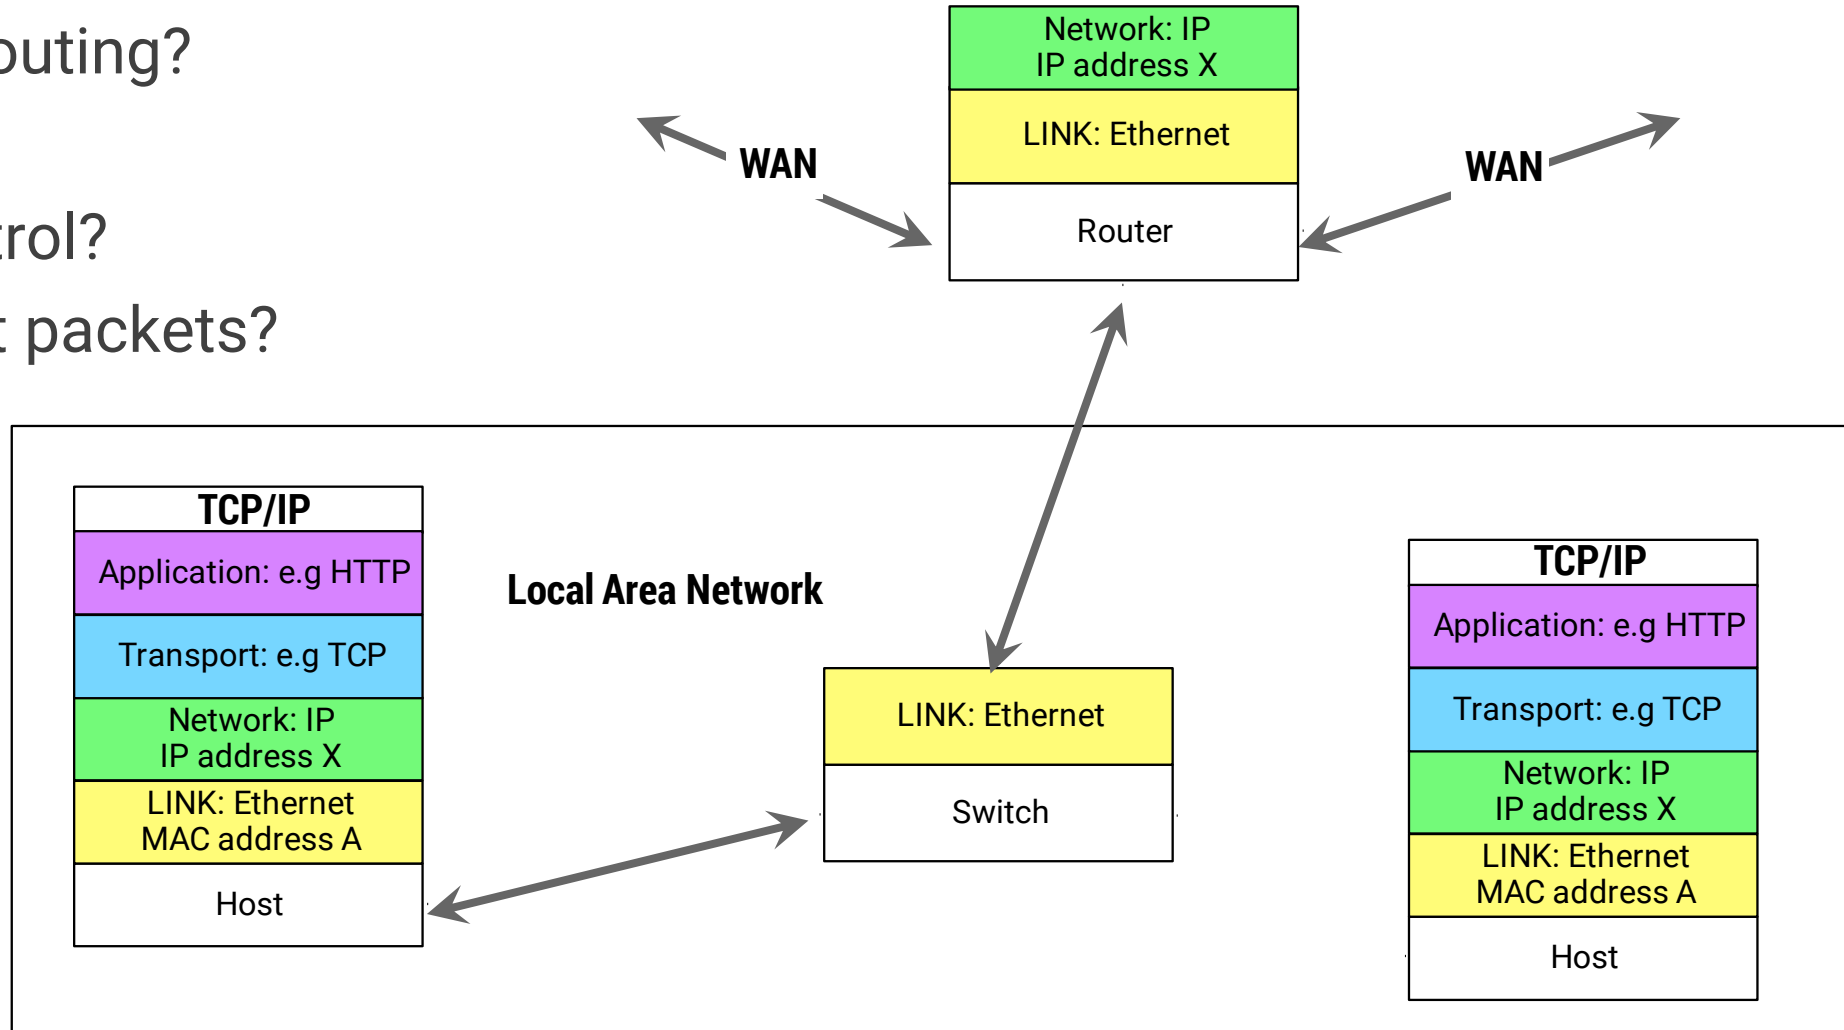 outing?
trol?
t packets?
Network: IP
IP address X
LINK: Ethernet
Router
WAN
WAN
TCP/IP
Application: e.g HTTP
Transport: e.g TCP
Network: IP
IP address X
LINK: Ethernet
MAC address A
Host
Local Area Network
LINK: Ethernet
Switch
TCP/IP
Application: e.g HTTP
Transport: e.g TCP
Network: IP
IP address X
LINK: Ethernet
MAC address A
Host